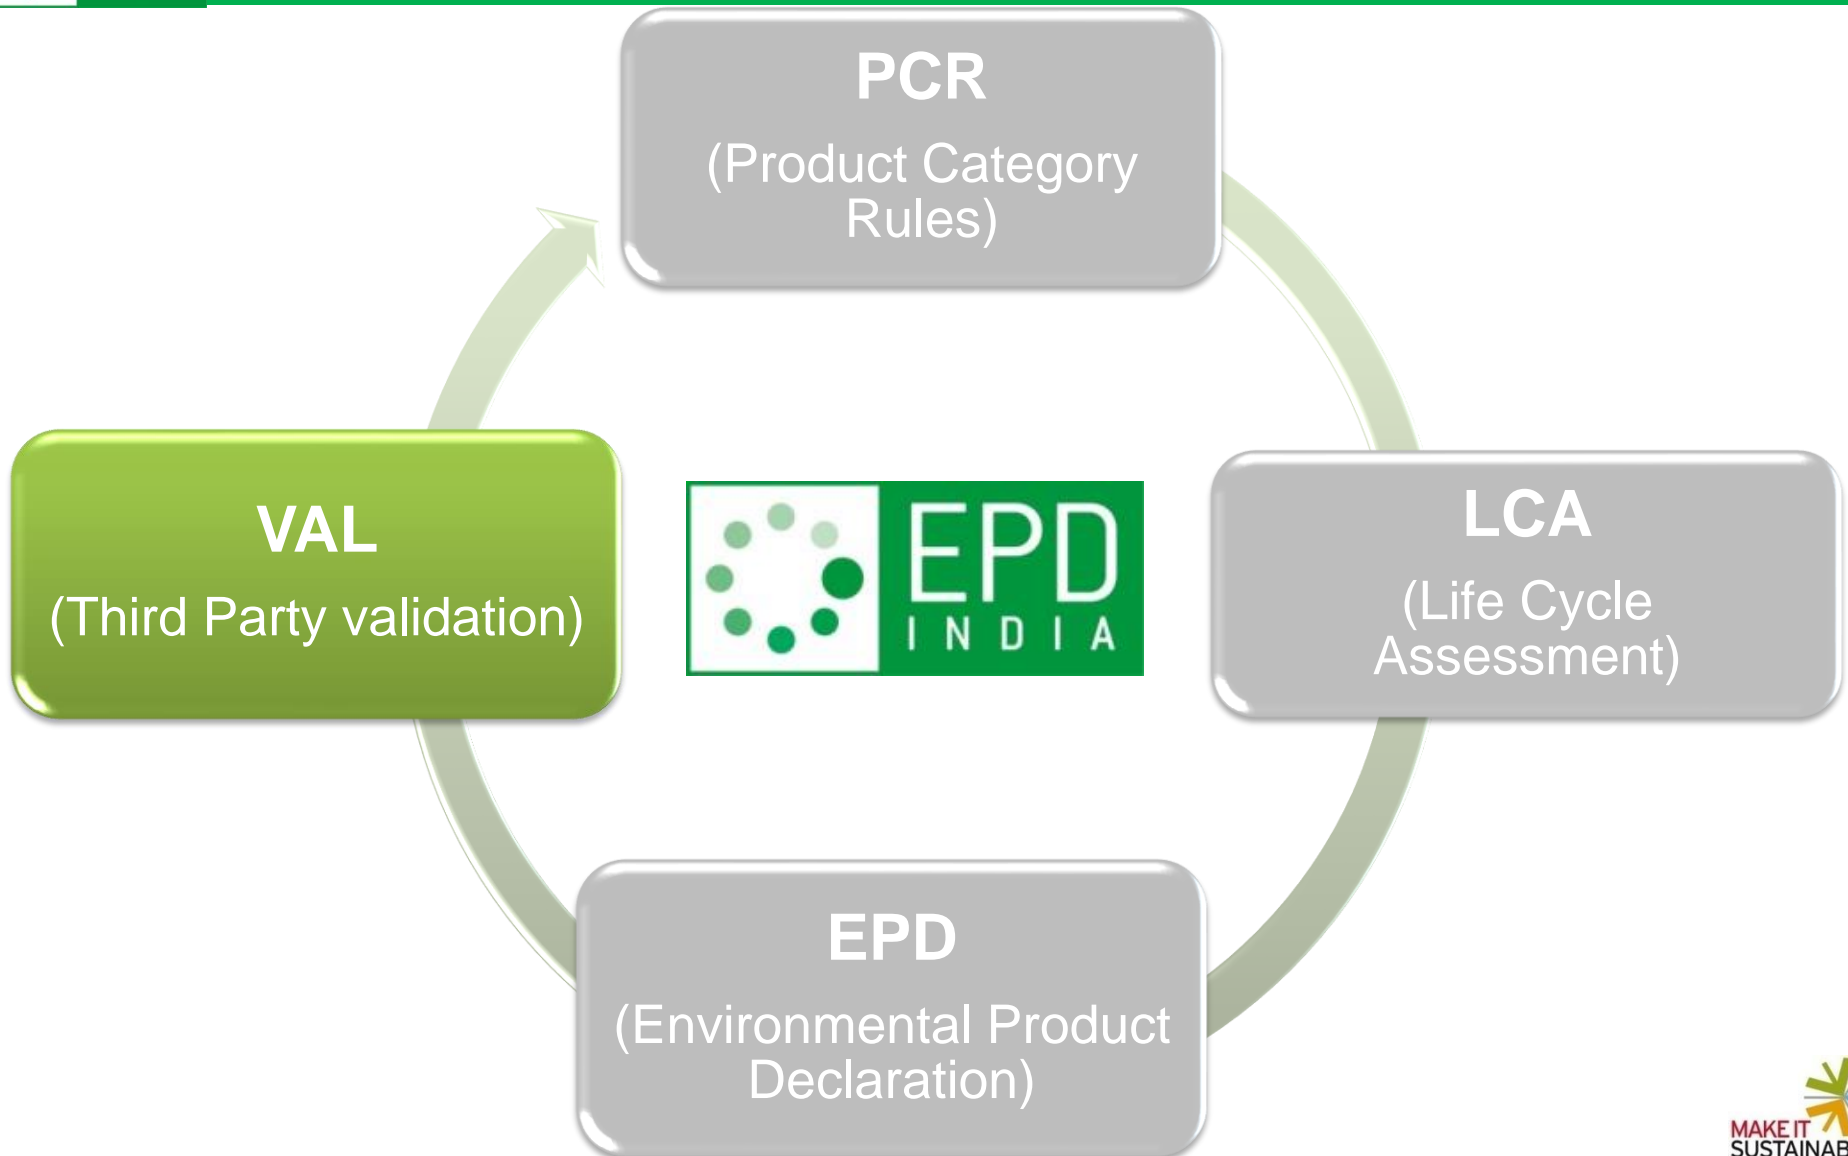 PCR
(Product Category
Rules)
VAL
(Third Party validation)
EPD
INDIA
LCA
(Life Cycle
Assessment)
EPD
(Environmental Product
Declaration)
MAKE IT